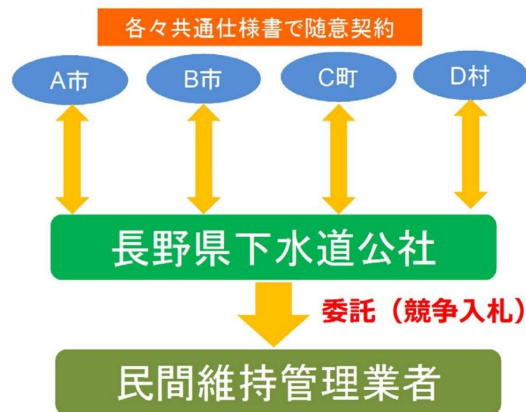 各々共通仕様書で随意契約
A市
B市
C町
D村
長野県下水道公社
委託（競争入札）
民間維持管理業者